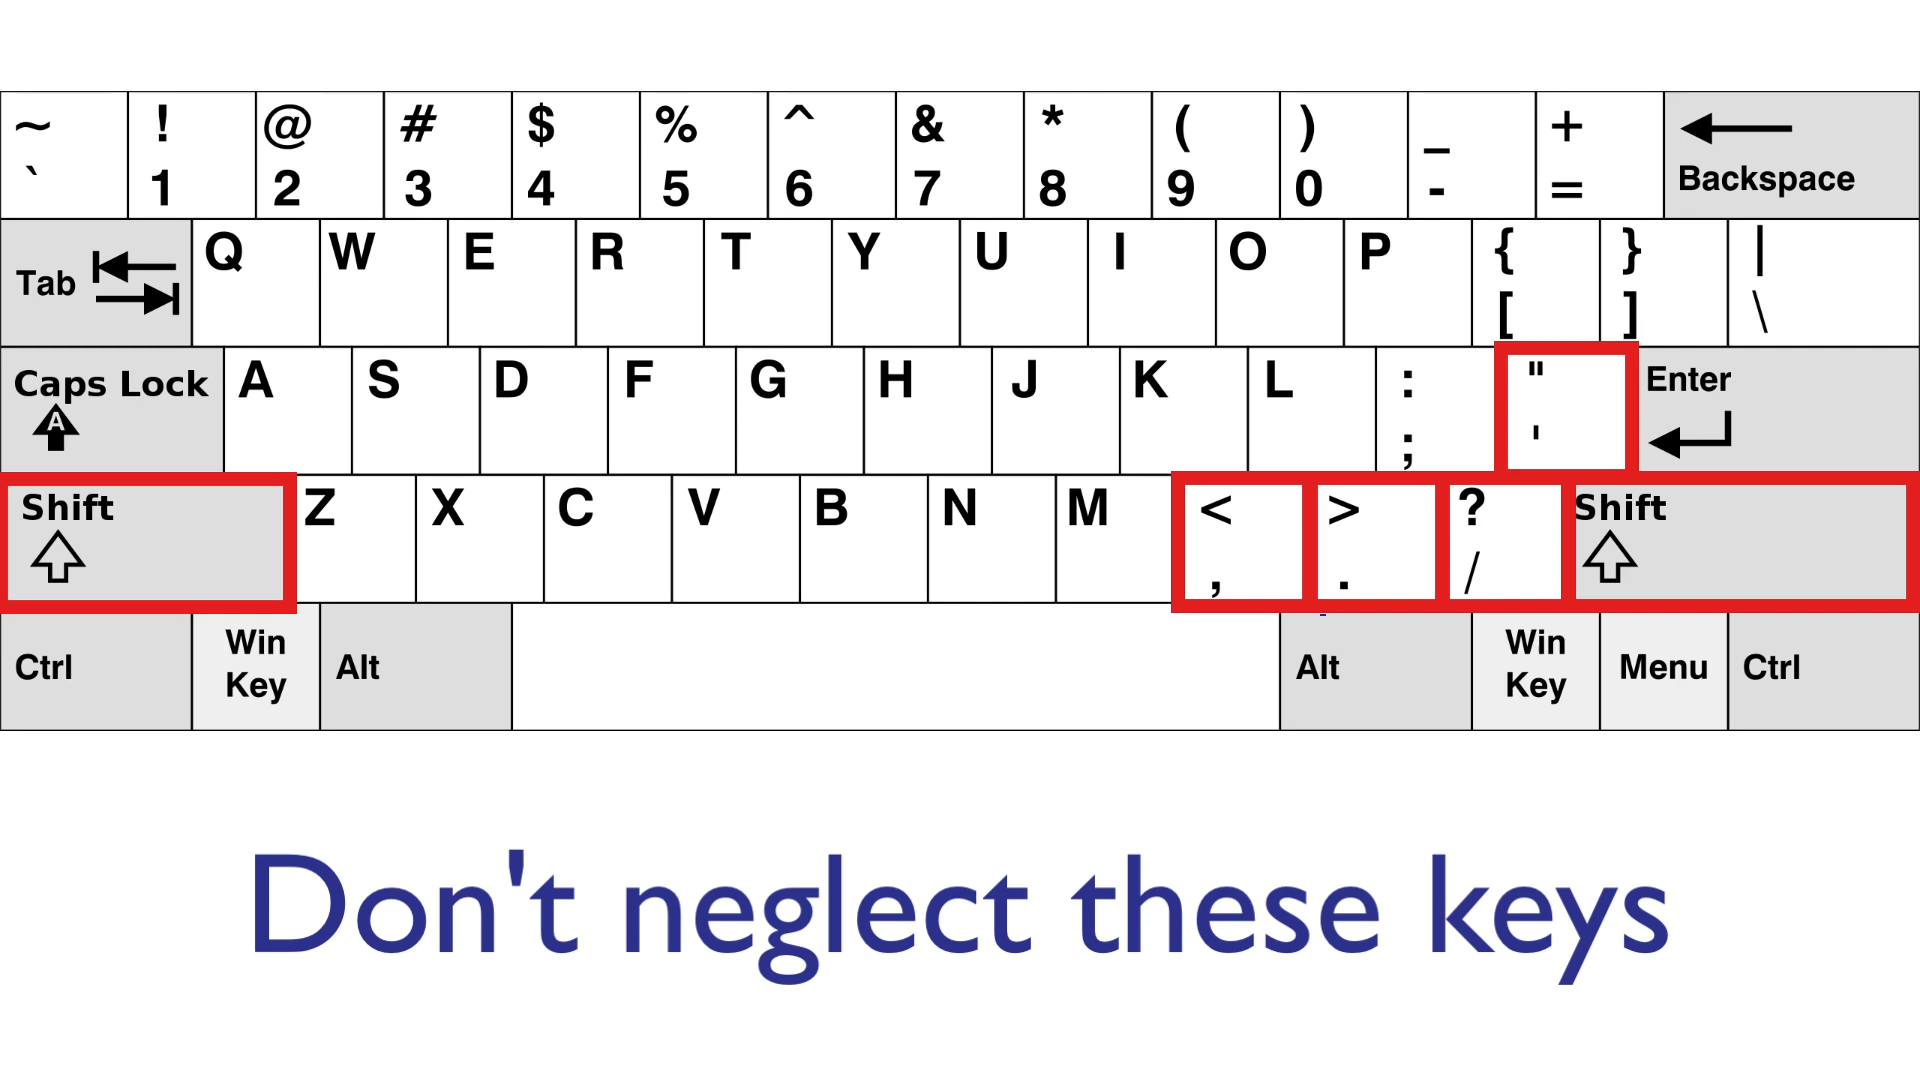 ~ ! @ # $ % ^ & * ( ) _ +
` 1 2 3 4 5 6 7 8 9 0 - = Backspace
Tab Q W E R T Y U I O P { } |
[ ] \
Caps Lock A S D F G H J K L : " Enter
A ; '
Shift Z X C V B N M < > ? Shift
, . /
Ctrl Win Key Alt Alt Win Key Menu Ctrl
Don't neglect these keys